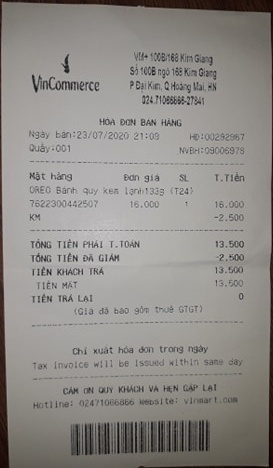 VinCommerce
VM+ 100B/168 Kim Giang
Số 100B ngõ 168 Kim Giang
P Đại Kim, Q Hoàng Mai, HN
024.71066866-27841
HÓA ĐƠN BÁN HÀNG
Ngày bán:23/07/2020 21:09 HĐ:00292967
Quầy:001 NVBH:09006978
Mặt hàng Đơn giá SL T.Tiền
OREO Bánh quy kem lạnh133g (T24)
7622300442507 16.000 1 16.000
KM -2.500
TỔNG TIỀN PHẢI T.TOÁN 13.500
TỔNG TIỀN ĐÃ GIẢM -2.500
TIỀN KHÁCH TRẢ 13.500
TIỀN MẶT 13.500
TIỀN TRẢ LẠI 0
(Giá đã bao gồm thuế GTGT)
Chỉ xuất hóa đơn trong ngày
Tax invoice will be issued within same day
CẢM ƠN QUÝ KHÁCH VÀ HẸN GẶP LẠI
Hotline: 02471066866 Website: vinmart.com